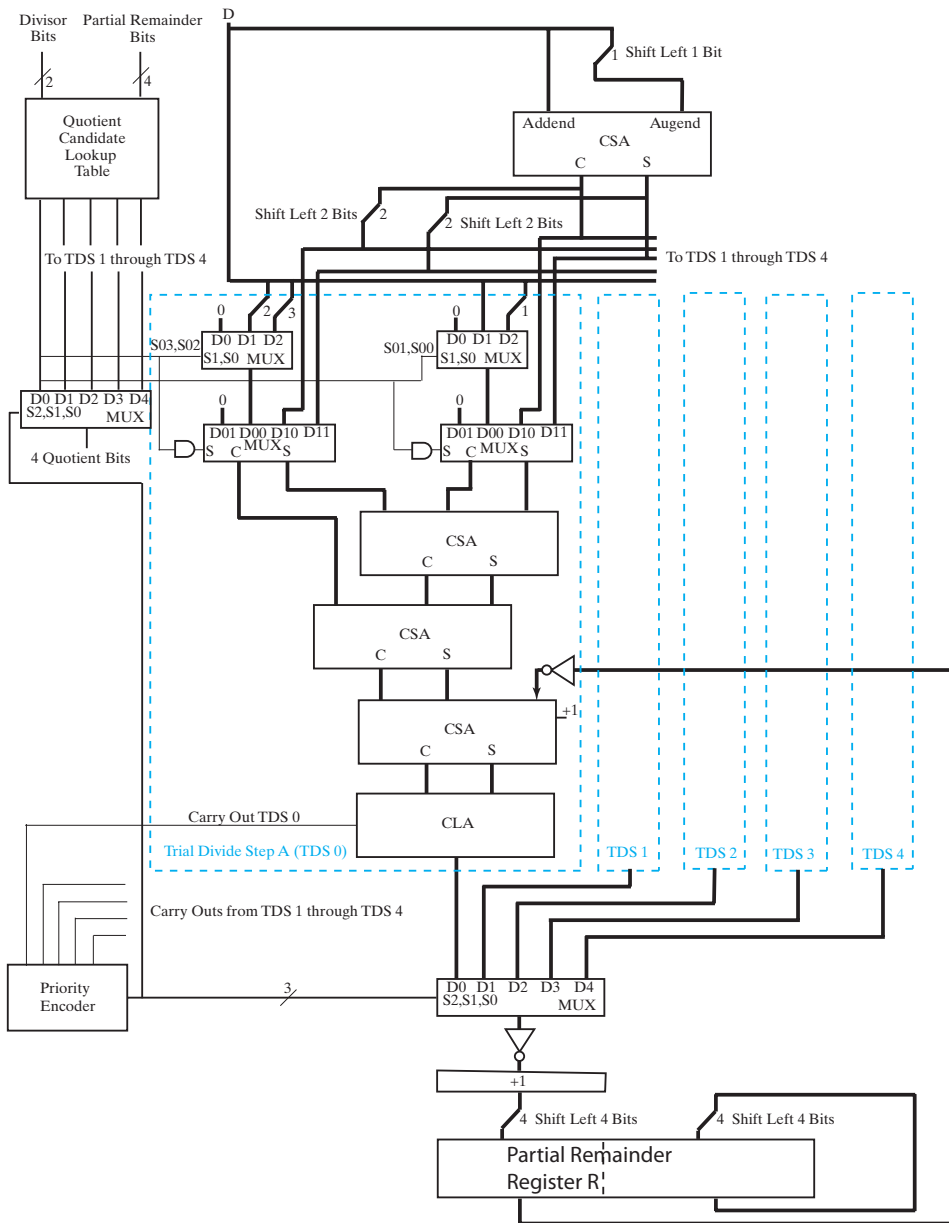 Divisor
Bits
Partial Remainder
Bits
D
2
4
1
Shift Left 1 Bit
Quotient
Candidate
Lookup
Table
Addend
Augend
CSA
C
S
Shift Left 2 Bits
2
2
Shift Left 2 Bits
To TDS 1 through TDS 4
To TDS 1 through TDS 4
0
2
3
0
1
S03,S02
D0 D1 D2
S1,S0 MUX
S01,S00
D0 D1 D2
S1,S0 MUX
D0 D1 D2 D3 D4
S2,S1,S0
MUX
4 Quotient Bits
0
D01 D00 D10 D11
MUX
S
C
S
0
D01 D00 D10 D11
MUX
S
C
S
CSA
C
S
CSA
C
S
+1
CSA
C
S
Carry Out TDS 0
CLA
Trial Divide Step A (TDS 0)
TDS 1
TDS 2
TDS 3
TDS 4
Carry Outs from TDS 1 through TDS 4
Priority
Encoder
3
D0 D1 D2 D3 D4
S2,S1,S0
MUX
+1
4 Shift Left 4 Bits
4 Shift Left 4 Bits
Partial Remainder
Register R